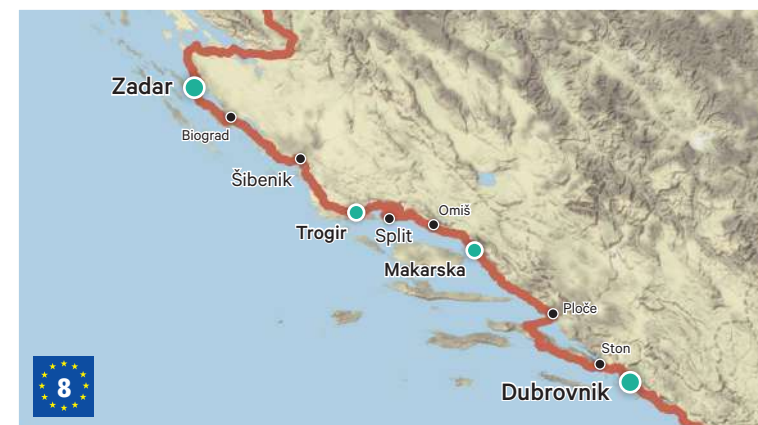 Zadar
Biograd
Šibenik
Trogir
Split
Omiš
Makarska
Ploče
Ston
Dubrovnik
8